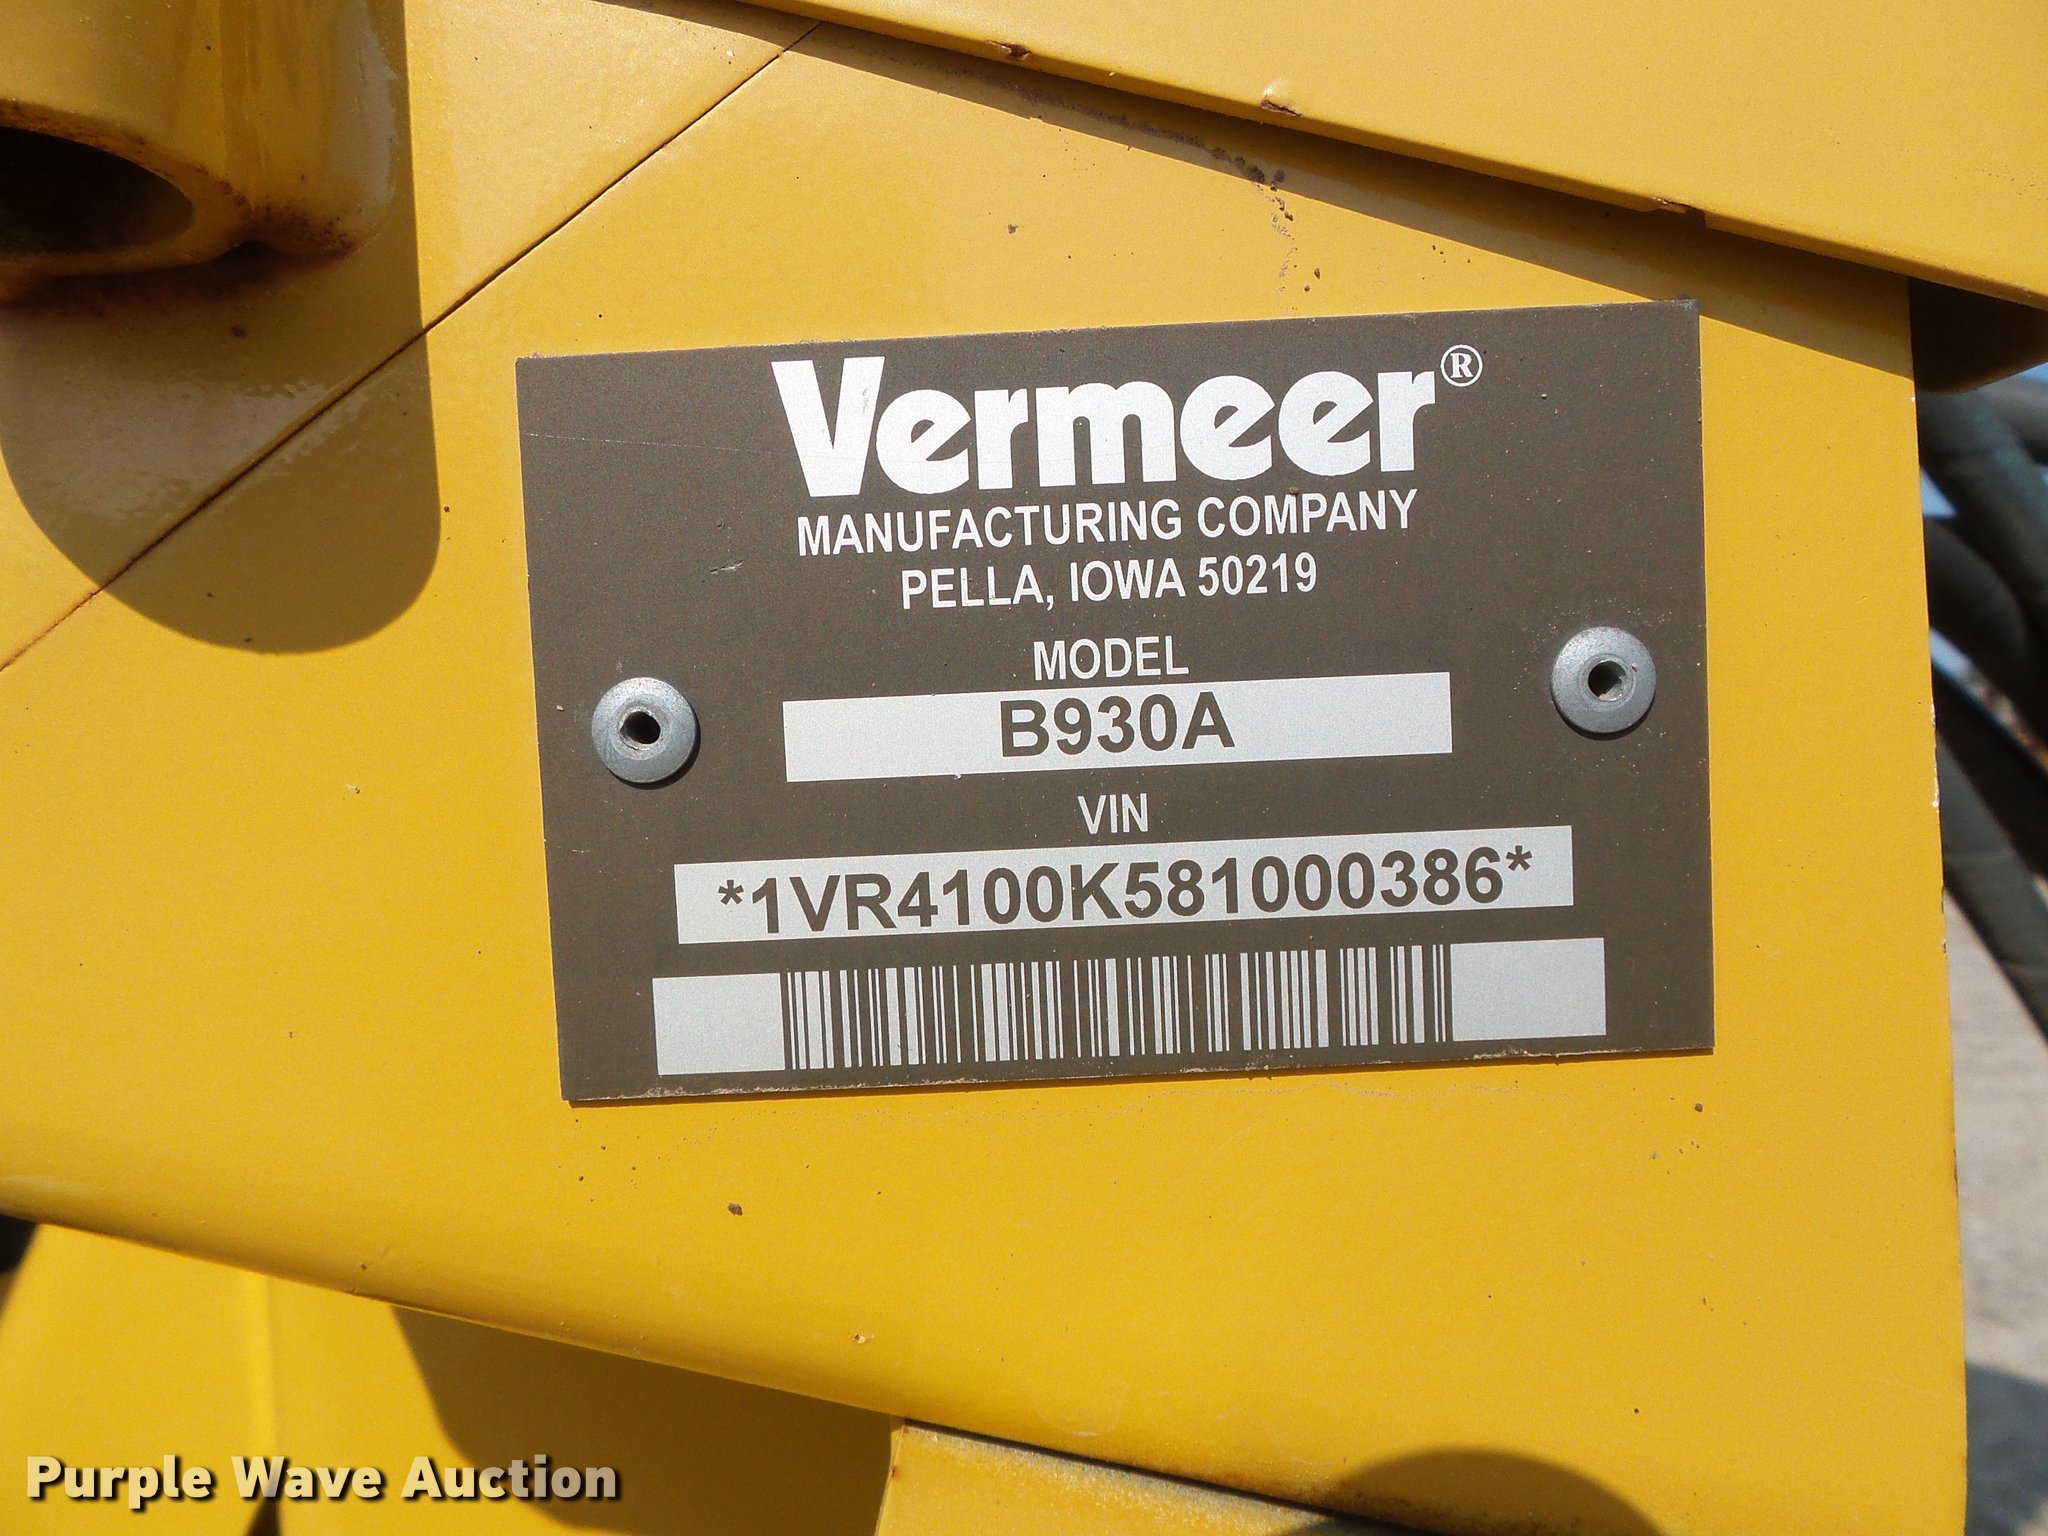 Vermeer®
MANUFACTURING COMPANY
PELLA, IOWA 50219
MODEL
B930A
VIN
*1VR4100K581000386*
Purple Wave Auction